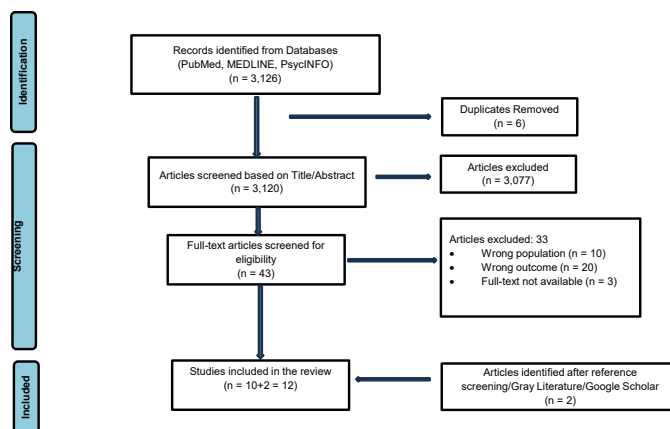 Identification
Records identified from Databases
(PubMed, MEDLINE, PsycINFO)
(n = 3,126)
Duplicates Removed
(n = 6)
Screening
Articles screened based on Title/Abstract
(n = 3,120)
Articles excluded
(n = 3,077)
Full-text articles screened for
eligibility
(n = 43)
Articles excluded: 33
• Wrong population (n = 10)
• Wrong outcome (n = 20)
• Full-text not available (n = 3)
Included
Studies included in the review
(n = 10+2 = 12)
Articles identified after reference
screening/Gray Literature/Google Scholar
(n = 2)